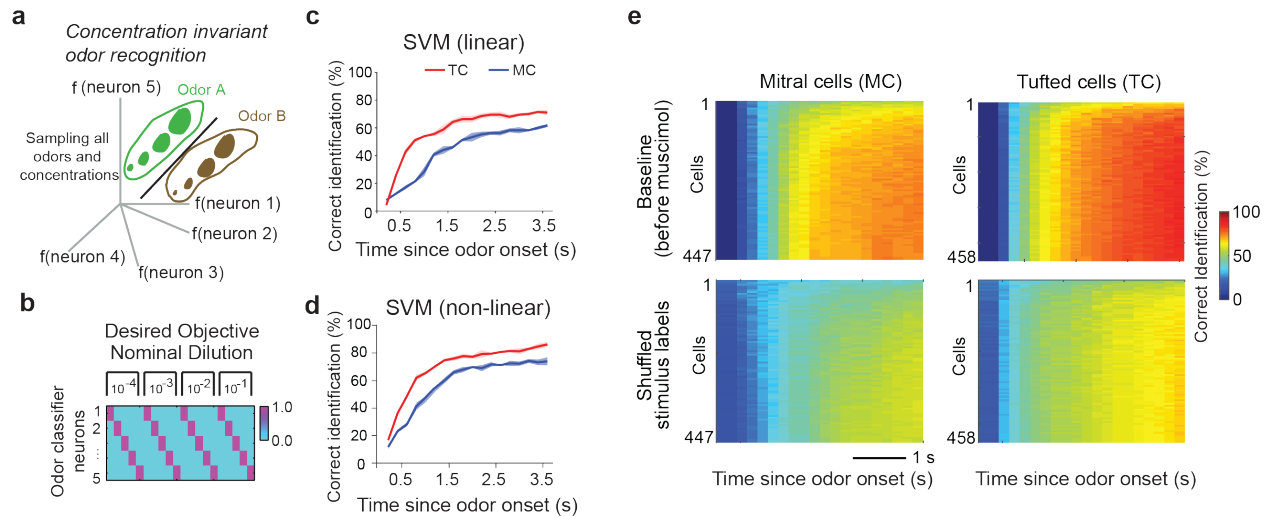 a
Concentration invariant
odor recognition
f (neuron 5)
Odor A
Odor B
Sampling all
odors and
concentrations
f(neuron 1)
f(neuron 2)
f(neuron 4)
f(neuron 3)
b
Desired Objective
Nominal Dilution
10-4 10-3 10-2 10-1
Odor classifier
neurons
1
2
:
:
5
1.0
0.0
c
SVM (linear)
TC MC
Correct identification (%)
100
80
60
40
20
0
0.5 1.5 2.5 3.5
Time since odor onset (s)
d
SVM (non-linear)
Correct identification (%)
100
80
60
40
20
0
0.5 1.5 2.5 3.5
Time since odor onset (s)
e
Mitral cells (MC)
Tufted cells (TC)
Baseline
(before muscimol)
1
Cells
447
1
Cells
458
Shuffled
stimulus labels
1
Cells
447
1
Cells
458
1 s
Time since odor onset (s)
Time since odor onset (s)
Correct Identification (%)
100
50
0